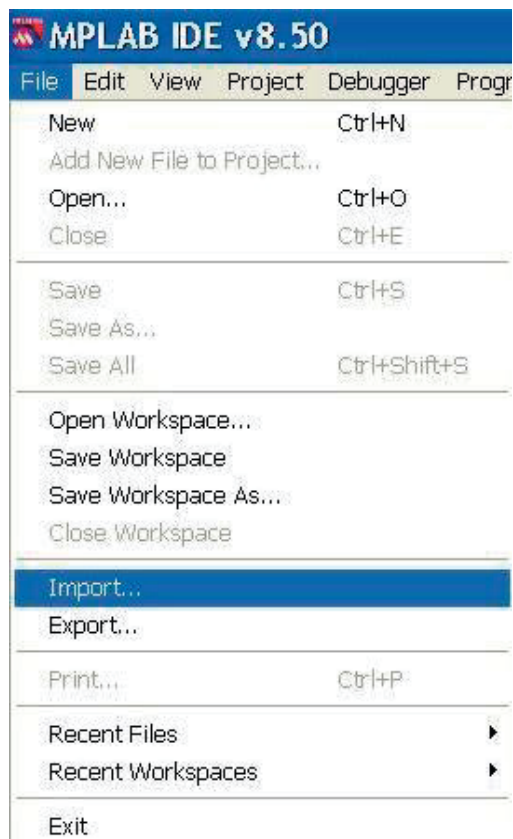 MPLAB IDE v8.50
File Edit View Project Debugger Progr
New Ctrl+N
Add New File to Project...
Open... Ctrl+O
Close Ctrl+E
Save Ctrl+S
Save As...
Save All Ctrl+Shift+S
Open Workspace...
Save Workspace
Save Workspace As...
Close Workspace
Import...
Export...
Print... Ctrl+P
Recent Files
Recent Workspaces
Exit